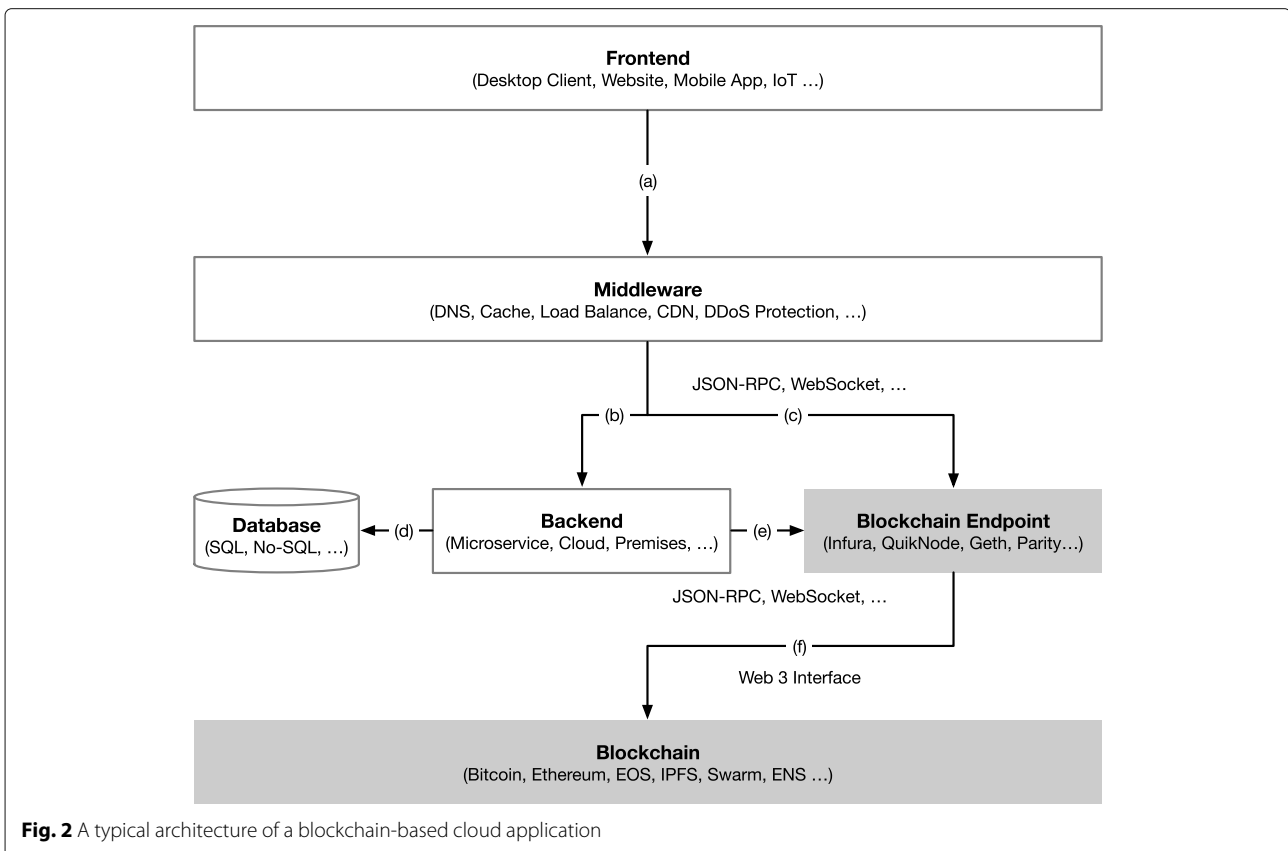 Frontend
(Desktop Client, Website, Mobile App, IoT ...)
(a)
Middleware
(DNS, Cache, Load Balance, CDN, DDoS Protection, ...)
JSON-RPC, WebSocket, ...
(b)
(c)
Database
(SQL, No-SQL, ...)
(d)
Backend
(Microservice, Cloud, Premises, ...)
(e)
Blockchain Endpoint
(Infura, QuikNode, Geth, Parity...)
JSON-RPC, WebSocket, ...
(f)
Web 3 Interface
Blockchain
(Bitcoin, Ethereum, EOS, IPFS, Swarm, ENS ...)
Fig. 2 A typical architecture of a blockchain-based cloud application